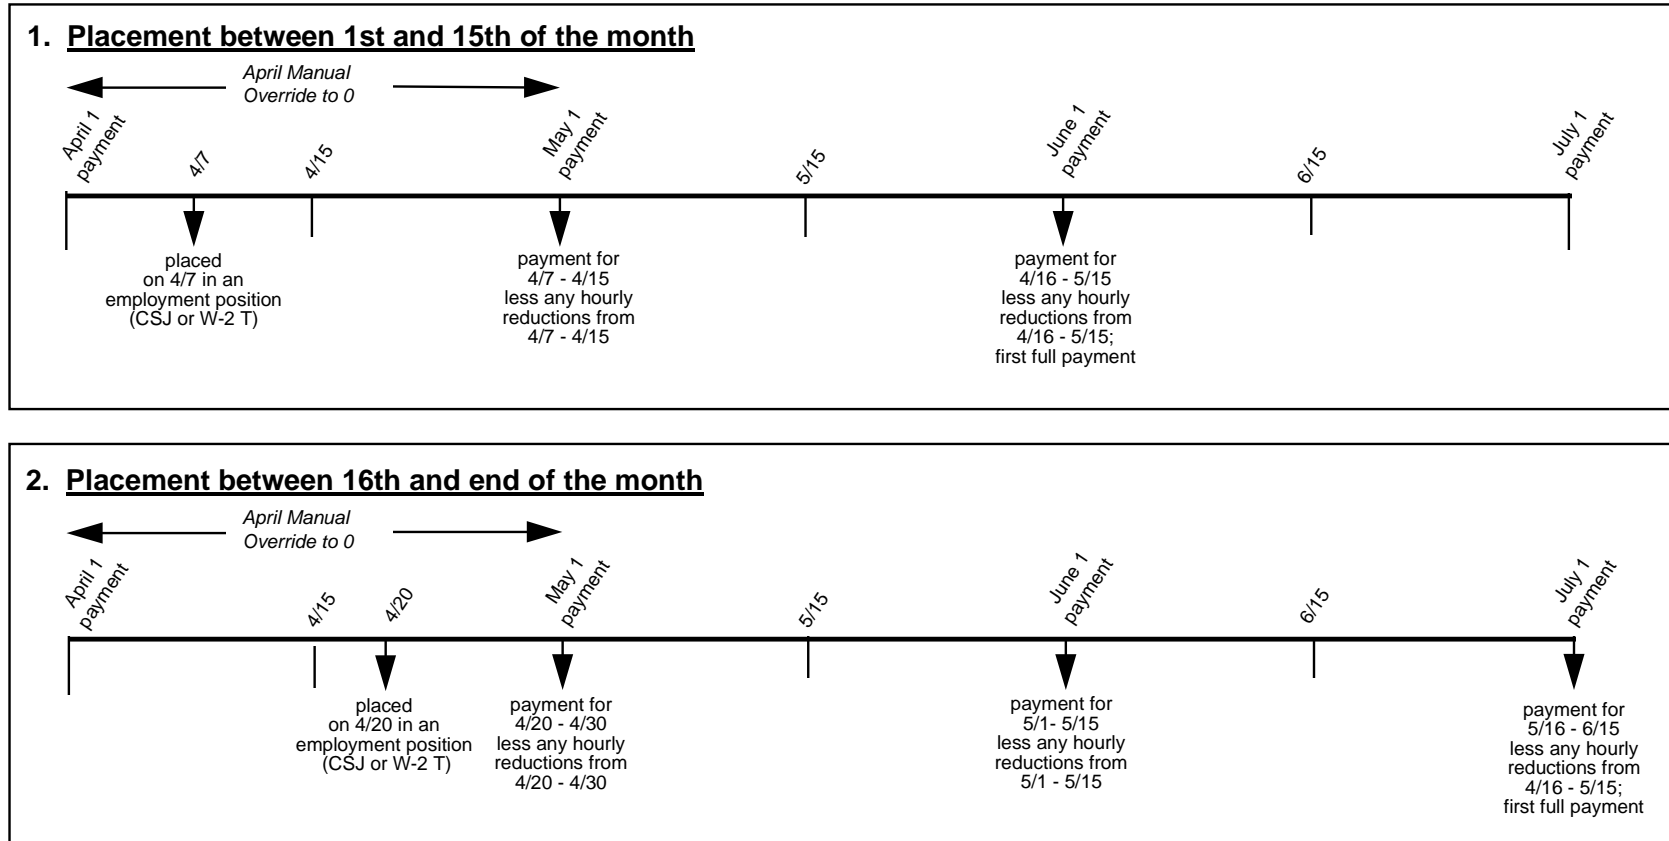 1. Placement between 1st and 15th of the month
April Manual
Override to 0
April 1
payment
4/7
4/15
May 1
payment
5/15
June 1
payment
6/15
July 1
payment
placed
on 4/7 in an
employment position
(CSJ or W-2 T)
payment for
4/7 - 4/15
less any hourly
reductions from
4/7 - 4/15
payment for
4/16 - 5/15
less any hourly
reductions from
4/16 - 5/15;
first full payment
2. Placement between 16th and end of the month
April Manual
Override to 0
April 1
payment
4/15
4/20
May 1
payment
5/15
June 1
payment
6/15
July 1
payment
placed
on 4/20 in an
employment position
(CSJ or W-2 T)
payment for
4/20 - 4/30
less any hourly
reductions from
4/20 - 4/30
payment for
5/1- 5/15
less any hourly
reductions from
5/1 - 5/15
payment for
5/16 - 6/15
less any hourly
reductions from
4/16 - 5/15;
first full payment